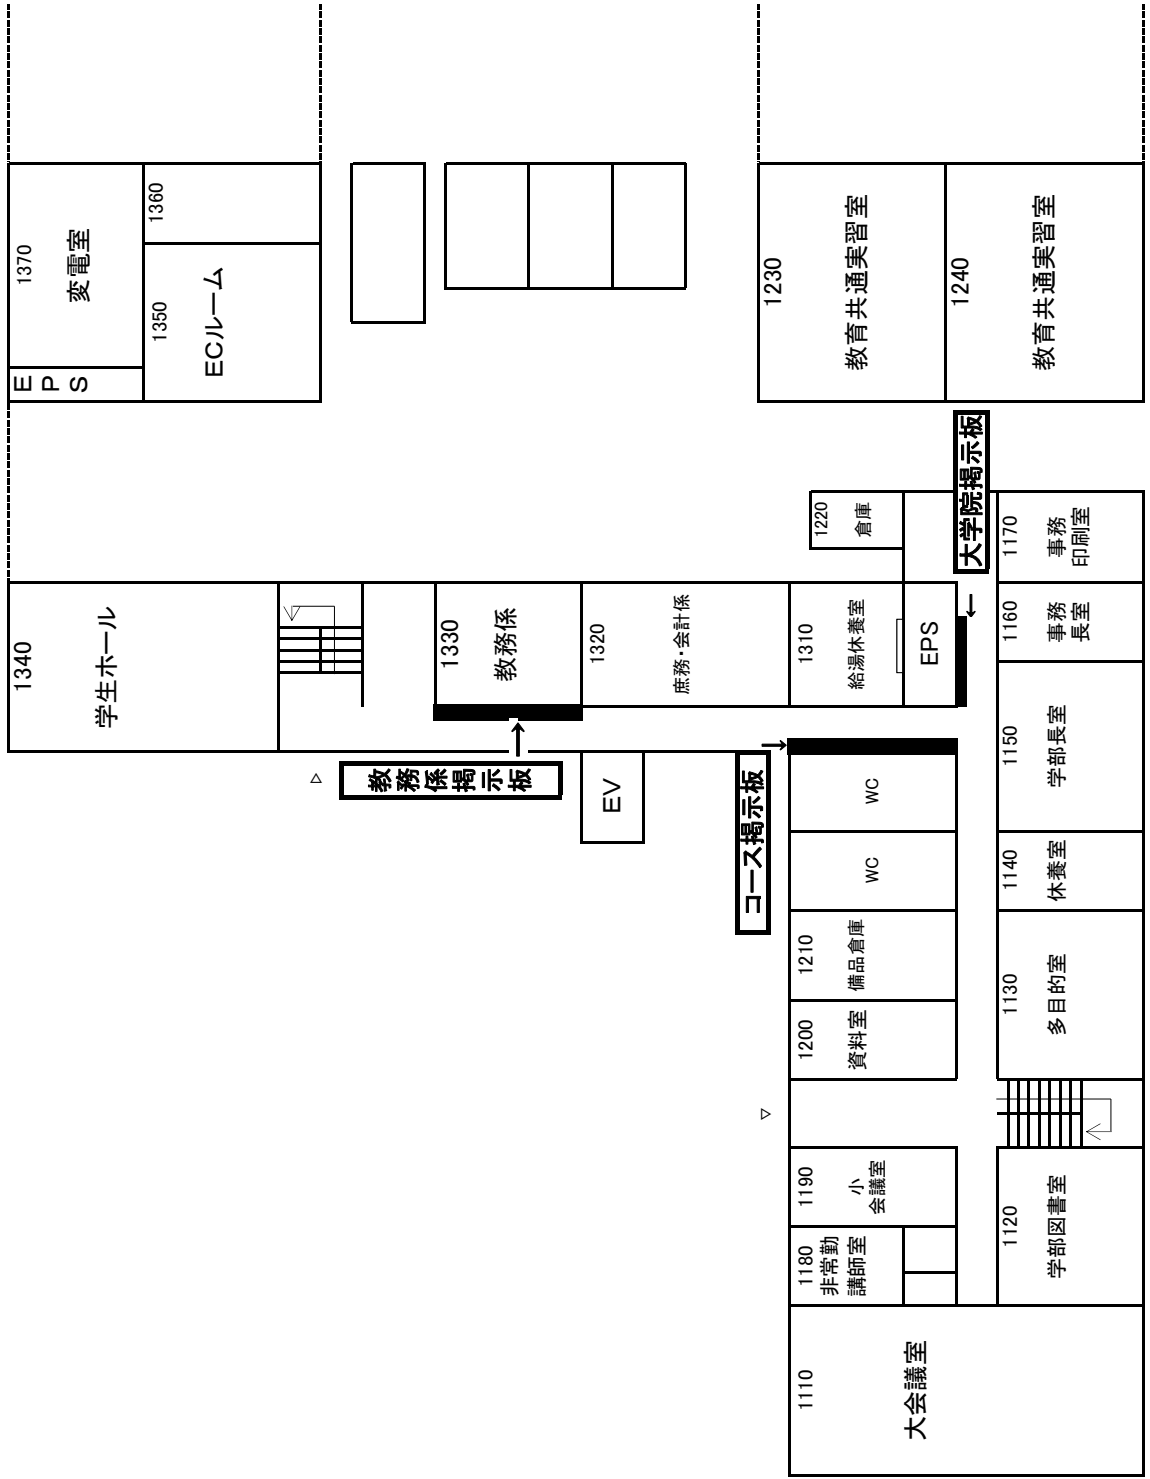 1370
変電室
EPS
1360
1350
ECルーム
1230
教育共通実習室
1240
教育共通実習室
大学院掲示板
1220
倉庫
1170
事務
印刷室
1160
事務
長室
1340
学生ホール
1330
教務係
1320
庶務・会計係
1310
給湯休養室
EPS
教務係掲示板
EV
コース掲示板
WC
WC
1150
学部長室
1140
休養室
1210
備品倉庫
1200
資料室
1130
多目的室
1190
小
会議室
1180
非常勤
講師室
1120
学部図書室
1110
大会議室